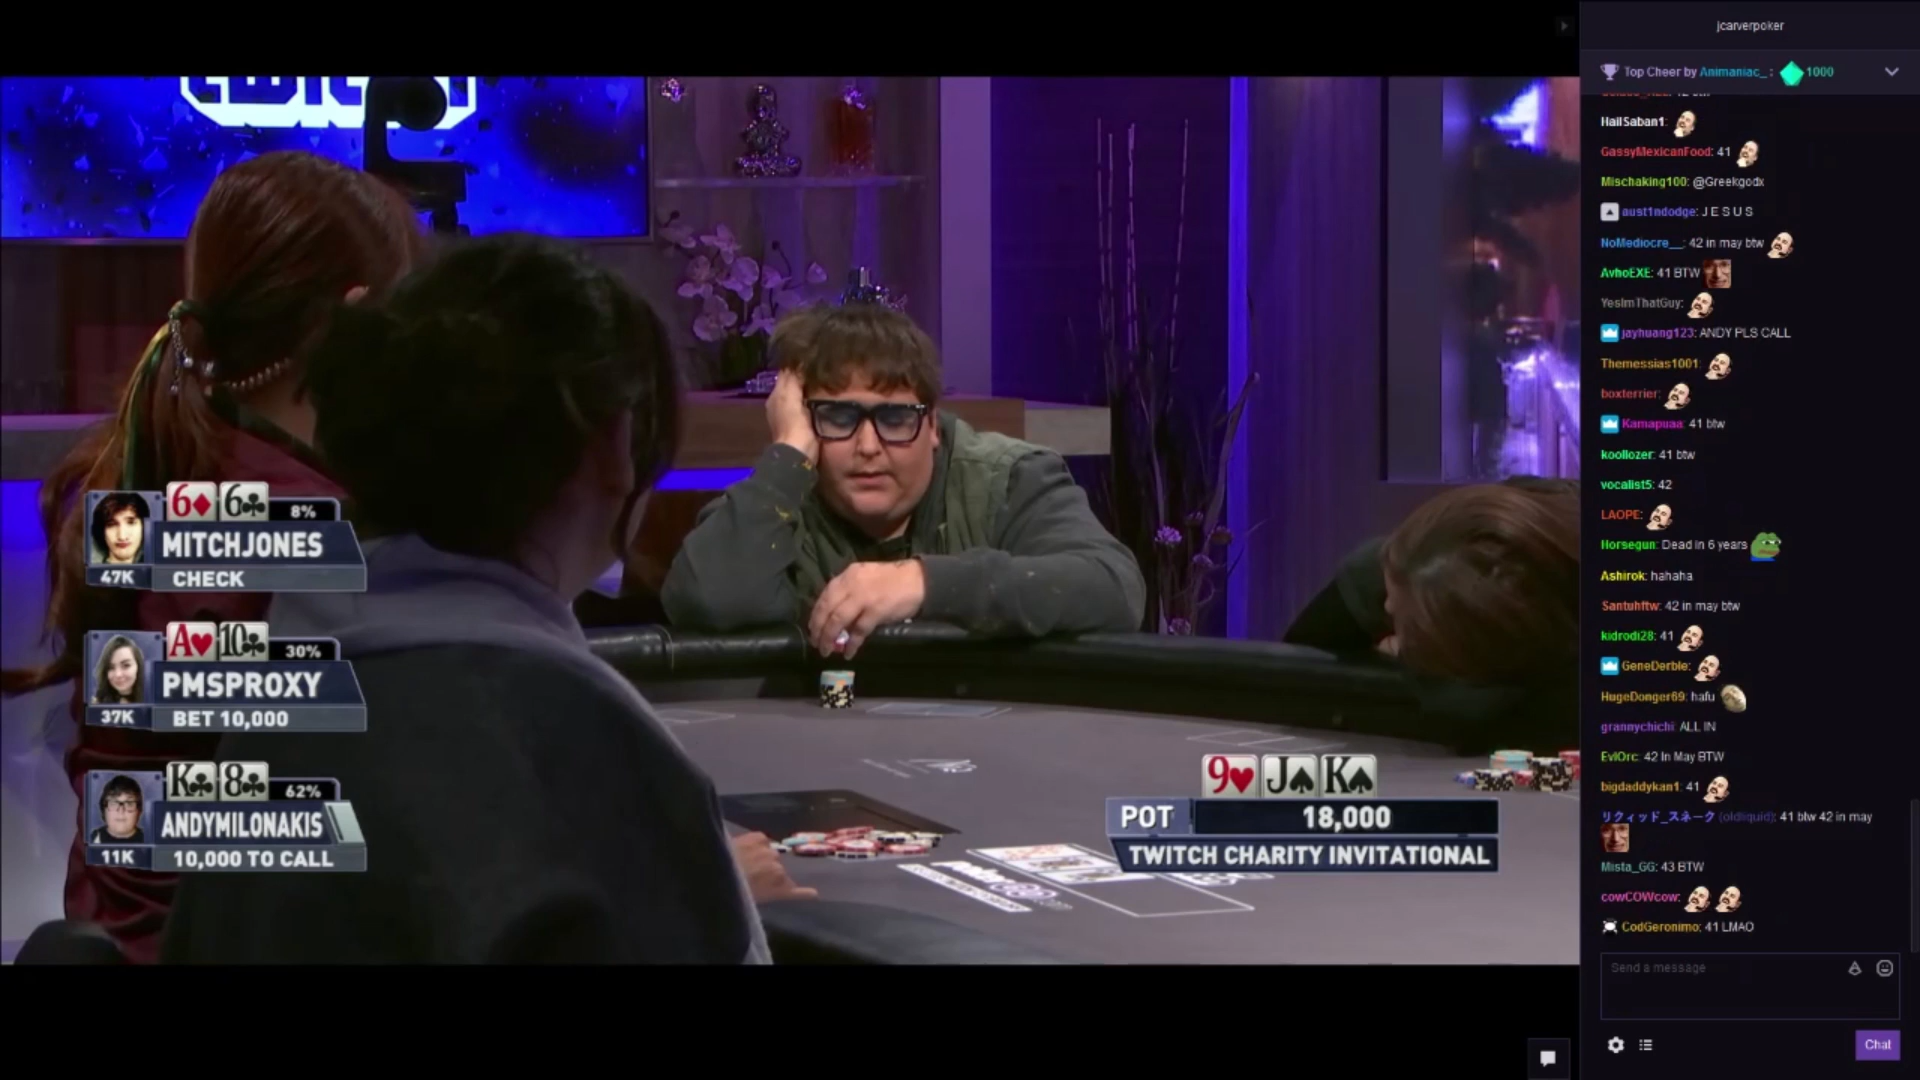 twitch
6♦ 6♣ 8%
MITCHJONES
47K CHECK
A♥ 10♣ 30%
PMSPROXY
37K BET 10,000
K♣ 8♣ 62%
ANDYMILONAKIS
11K 10,000 TO CALL
9♥ J♠ K♠
POT 18,000
TWITCH CHARITY INVITATIONAL
jcarverpoker
Top Cheer by Animaniac_: 1000
HailSaban1:
GassyMexicanFood: 41
Mischaking100: @Greekgodx
aust1ndodge: J E S U S
NoMediocre__: 42 in may btw
AvhoEXE: 41 BTW
YesImThatGuy:
jayhuang123: ANDY PLS CALL
Themessias1001:
boxterrier:
Kamapuaa: 41 btw
koollozer: 41 btw
vocalist5: 42
LAOPE:
Horsegun: Dead in 6 years
Ashirok: hahaha
Santuhftw: 42 in may btw
kidrodi28: 41
GeneDerble:
HugeDonger69: hafu
grannychichi: ALL IN
EvlOrc: 42 In May BTW
bigdaddykan1: 41
リクィッド_スネーク (oldliquid): 41 btw 42 in may
Mista_GG: 43 BTW
cowCOWcow:
CodGeronimo: 41 LMAO
Send a message
Chat